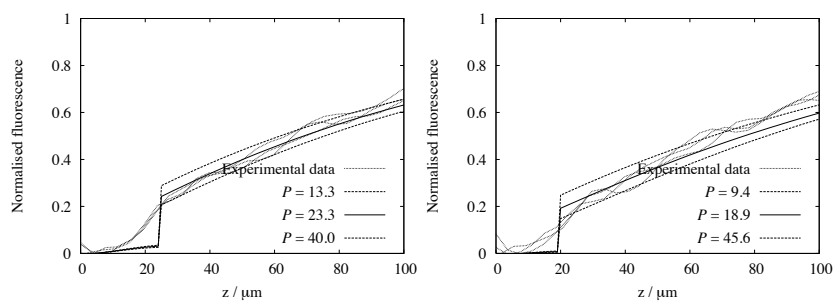 1
0.8
0.6
0.4
0.2
0
0 20 40 60 80 100
Normalised fluorescence
z / µm
Experimental data
P = 13.3
P = 23.3
P = 40.0
1
0.8
0.6
0.4
0.2
0
0 20 40 60 80 100
Normalised fluorescence
z / µm
Experimental data
P = 9.4
P = 18.9
P = 45.6